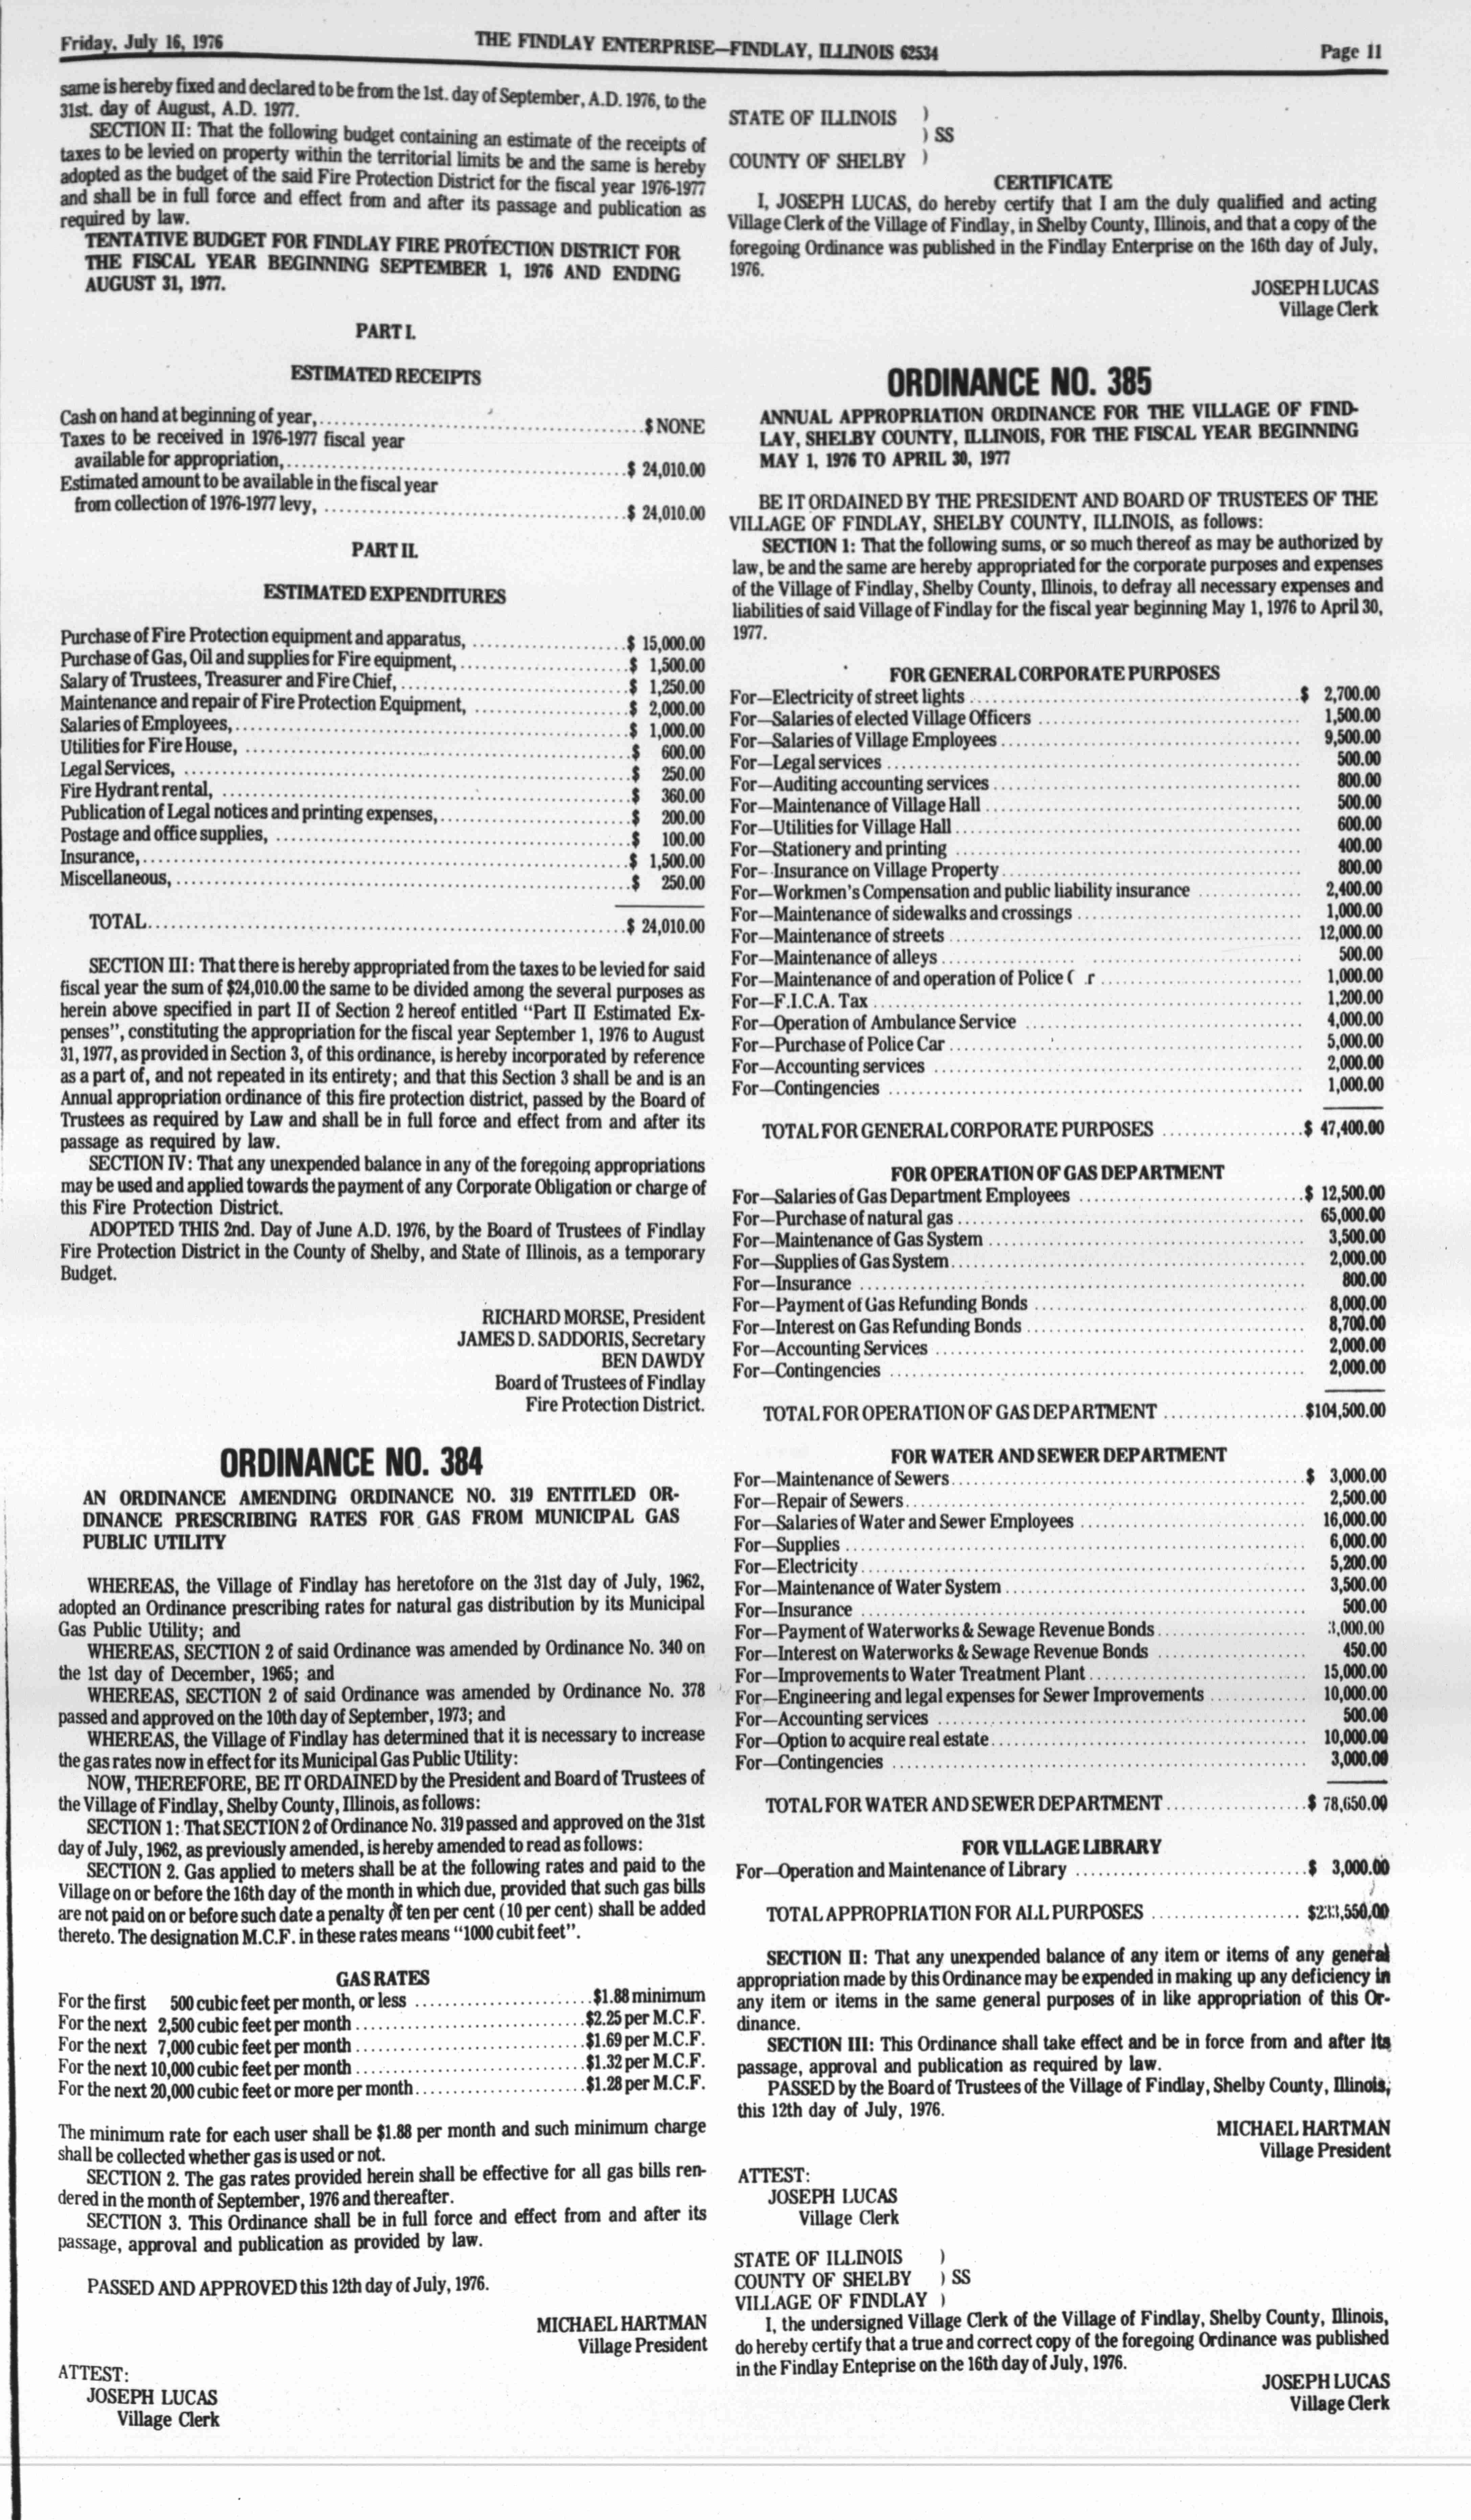 Friday, July 16, 1976
THE FINDLAY ENTERPRISE—FINDLAY, ILLINOIS 62534
Page 11
same is hereby fixed and declared to be from the 1st. day of September, A.D. 1976, to the
31st. day of August, A.D. 1977.
SECTION II: That the following budget containing an estimate of the receipts of
taxes to be levied on property within the territorial limits be and the same is hereby
adopted as the budget of the said Fire Protection District for the fiscal year 1976-1977
and shall be in full force and effect from and after its passage and publication as
required by law.
TENTATIVE BUDGET FOR FINDLAY FIRE PROTECTION DISTRICT FOR
THE FISCAL YEAR BEGINNING SEPTEMBER 1, 1976 AND ENDING
AUGUST 31, 1977.
PART I.
ESTIMATED RECEIPTS
Cash on hand at beginning of year, $ NONE
Taxes to be received in 1976-1977 fiscal year
available for appropriation, $ 24,010.00
Estimated amount to be available in the fiscal year
from collection of 1976-1977 levy, $ 24,010.00
PART II.
ESTIMATED EXPENDITURES
Purchase of Fire Protection equipment and apparatus, $ 15,000.00
Purchase of Gas, Oil and supplies for Fire equipment, $ 1,500.00
Salary of Trustees, Treasurer and Fire Chief, $ 1,250.00
Maintenance and repair of Fire Protection Equipment, $ 2,000.00
Salaries of Employees, $ 1,000.00
Utilities for Fire House, $ 600.00
Legal Services, $ 250.00
Fire Hydrant rental, $ 360.00
Publication of Legal notices and printing expenses, $ 200.00
Postage and office supplies, $ 100.00
Insurance, $ 1,500.00
Miscellaneous, $ 250.00
TOTAL $ 24,010.00
SECTION III: That there is hereby appropriated from the taxes to be levied for said
fiscal year the sum of $24,010.00 the same to be divided among the several purposes as
herein above specified in part II of Section 2 hereof entitled "Part II Estimated Ex-
penses", constituting the appropriation for the fiscal year September 1, 1976 to August
31, 1977, as provided in Section 3, of this ordinance, is hereby incorporated by reference
as a part of, and not repeated in its entirety; and that this Section 3 shall be and is an
Annual appropriation ordinance of this fire protection district, passed by the Board of
Trustees as required by Law and shall be in full force and effect from and after its
passage as required by law.
SECTION IV: That any unexpended balance in any of the foregoing appropriations
may be used and applied towards the payment of any Corporate Obligation or charge of
this Fire Protection District.
ADOPTED THIS 2nd. Day of June A.D. 1976, by the Board of Trustees of Findlay
Fire Protection District in the County of Shelby, and State of Illinois, as a temporary
Budget.
RICHARD MORSE, President
JAMES D. SADDORIS, Secretary
BEN DAWDY
Board of Trustees of Findlay
Fire Protection District.
ORDINANCE NO. 384
AN ORDINANCE AMENDING ORDINANCE NO. 319 ENTITLED OR-
DINANCE PRESCRIBING RATES FOR GAS FROM MUNICIPAL GAS
PUBLIC UTILITY
WHEREAS, the Village of Findlay has heretofore on the 31st day of July, 1962,
adopted an Ordinance prescribing rates for natural gas distribution by its Municipal
Gas Public Utility; and
WHEREAS, SECTION 2 of said Ordinance was amended by Ordinance No. 340 on
the 1st day of December, 1965; and
WHEREAS, SECTION 2 of said Ordinance was amended by Ordinance No. 378
passed and approved on the 10th day of September, 1973; and
WHEREAS, the Village of Findlay has determined that it is necessary to increase
the gas rates now in effect for its Municipal Gas Public Utility:
NOW, THEREFORE, BE IT ORDAINED by the President and Board of Trustees of
the Village of Findlay, Shelby County, Illinois, as follows:
SECTION 1: That SECTION 2 of Ordinance No. 319 passed and approved on the 31st
day of July, 1962, as previously amended, is hereby amended to read as follows:
SECTION 2. Gas applied to meters shall be at the following rates and paid to the
Village on or before the 16th day of the month in which due, provided that such gas bills
are not paid on or before such date a penalty of ten per cent (10 per cent) shall be added
thereto. The designation M.C.F. in these rates means "1000 cubit feet".
GAS RATES
For the first 500 cubic feet per month, or less $1.88 minimum
For the next 2,500 cubic feet per month $2.25 per M.C.F.
For the next 7,000 cubic feet per month $1.69 per M.C.F.
For the next 10,000 cubic feet per month $1.32 per M.C.F.
For the next 20,000 cubic feet or more per month $1.28 per M.C.F.
The minimum rate for each user shall be $1.88 per month and such minimum charge
shall be collected whether gas is used or not.
SECTION 2. The gas rates provided herein shall be effective for all gas bills ren-
dered in the month of September, 1976 and thereafter.
SECTION 3. This Ordinance shall be in full force and effect from and after its
passage, approval and publication as provided by law.
PASSED AND APPROVED this 12th day of July, 1976.
MICHAEL HARTMAN
Village President
ATTEST:
JOSEPH LUCAS
Village Clerk
STATE OF ILLINOIS )
) SS
COUNTY OF SHELBY )
CERTIFICATE
I, JOSEPH LUCAS, do hereby certify that I am the duly qualified and acting
Village Clerk of the Village of Findlay, in Shelby County, Illinois, and that a copy of the
foregoing Ordinance was published in the Findlay Enterprise on the 16th day of July,
1976.
JOSEPH LUCAS
Village Clerk
ORDINANCE NO. 385
ANNUAL APPROPRIATION ORDINANCE FOR THE VILLAGE OF FIND-
LAY, SHELBY COUNTY, ILLINOIS, FOR THE FISCAL YEAR BEGINNING
MAY 1, 1976 TO APRIL 30, 1977
BE IT ORDAINED BY THE PRESIDENT AND BOARD OF TRUSTEES OF THE
VILLAGE OF FINDLAY, SHELBY COUNTY, ILLINOIS, as follows:
SECTION 1: That the following sums, or so much thereof as may be authorized by
law, be and the same are hereby appropriated for the corporate purposes and expenses
of the Village of Findlay, Shelby County, Illinois, to defray all necessary expenses and
liabilities of said Village of Findlay for the fiscal year beginning May 1, 1976 to April 30,
1977.
FOR GENERAL CORPORATE PURPOSES
For—Electricity of street lights $ 2,700.00
For—Salaries of elected Village Officers 1,500.00
For—Salaries of Village Employees 9,500.00
For—Legal services 500.00
For—Auditing accounting services 800.00
For—Maintenance of Village Hall 500.00
For—Utilities for Village Hall 600.00
For—Stationery and printing 400.00
For—Insurance on Village Property 800.00
For—Workmen's Compensation and public liability insurance 2,400.00
For—Maintenance of sidewalks and crossings 1,000.00
For—Maintenance of streets 12,000.00
For—Maintenance of alleys 500.00
For—Maintenance of and operation of Police 1,000.00
For—F.I.C.A. Tax 1,200.00
For—Operation of Ambulance Service 4,000.00
For—Purchase of Police Car 5,000.00
For—Accounting services 2,000.00
For—Contingencies 1,000.00
TOTAL FOR GENERAL CORPORATE PURPOSES $ 47,400.00
FOR OPERATION OF GAS DEPARTMENT
For—Salaries of Gas Department Employees $ 12,500.00
For—Purchase of natural gas 65,000.00
For—Maintenance of Gas System 3,500.00
For—Supplies of Gas System 2,000.00
For—Insurance 800.00
For—Payment of Gas Refunding Bonds 8,000.00
For—Interest on Gas Refunding Bonds 8,700.00
For—Accounting Services 2,000.00
For—Contingencies 2,000.00
TOTAL FOR OPERATION OF GAS DEPARTMENT $104,500.00
FOR WATER AND SEWER DEPARTMENT
For—Maintenance of Sewers $ 3,000.00
For—Repair of Sewers 2,500.00
For—Salaries of Water and Sewer Employees 16,000.00
For—Supplies 6,000.00
For—Electricity 5,200.00
For—Maintenance of Water System 3,500.00
For—Insurance 500.00
For—Payment of Waterworks & Sewage Revenue Bonds 3,000.00
For—Interest on Waterworks & Sewage Revenue Bonds 450.00
For—Improvements to Water Treatment Plant 15,000.00
For—Engineering and legal expenses for Sewer Improvements 10,000.00
For—Accounting services 500.00
For—Option to acquire real estate 10,000.00
For—Contingencies 3,000.00
TOTAL FOR WATER AND SEWER DEPARTMENT $ 78,650.00
FOR VILLAGE LIBRARY
For—Operation and Maintenance of Library $ 3,000.00
TOTAL APPROPRIATION FOR ALL PURPOSES $233,550.00
SECTION II: That any unexpended balance of any item or items of any general
appropriation made by this Ordinance may be expended in making up any deficiency in
any item or items in the same general purposes of in like appropriation of this Or-
dinance.
SECTION III: This Ordinance shall take effect and be in force from and after its
passage, approval and publication as required by law.
PASSED by the Board of Trustees of the Village of Findlay, Shelby County, Illinois,
this 12th day of July, 1976.
MICHAEL HARTMAN
Village President
ATTEST:
JOSEPH LUCAS
Village Clerk
STATE OF ILLINOIS )
COUNTY OF SHELBY ) SS
VILLAGE OF FINDLAY )
I, the undersigned Village Clerk of the Village of Findlay, Shelby County, Illinois,
do hereby certify that a true and correct copy of the foregoing Ordinance was published
in the Findlay Enteprise on the 16th day of July, 1976.
JOSEPH LUCAS
Village Clerk